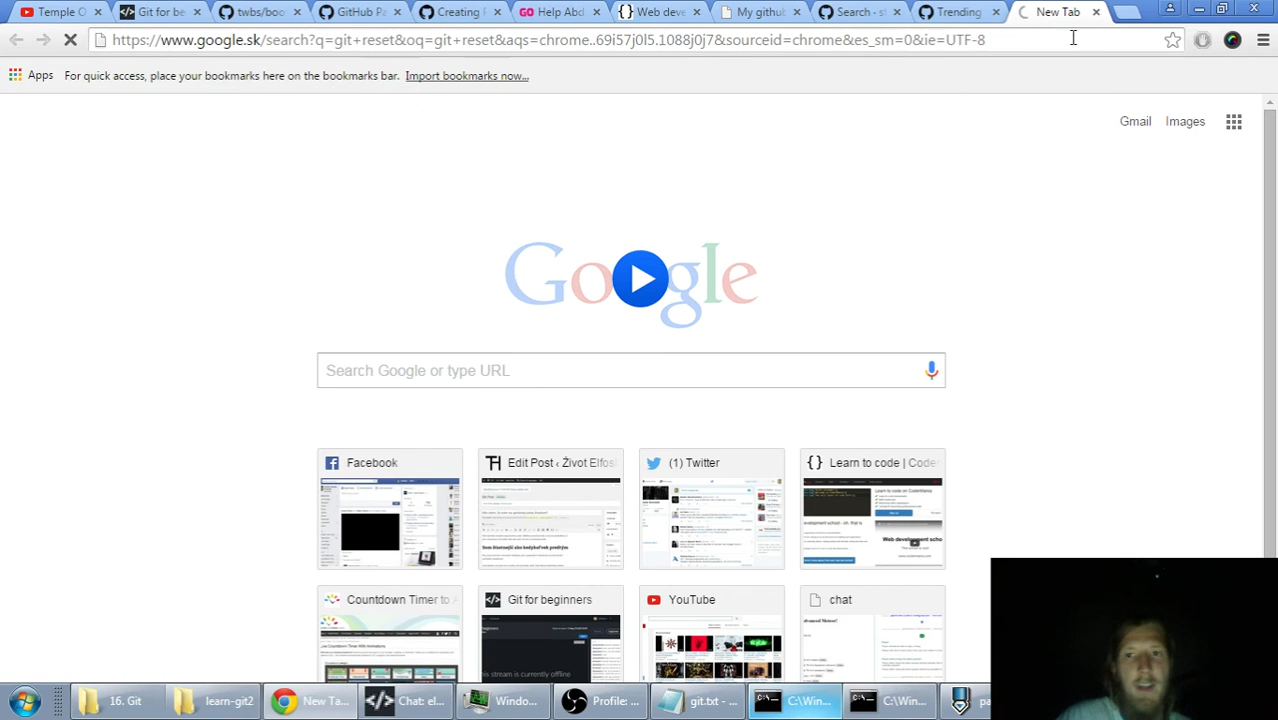 Temple O
Git for be
twbs/boo
GitHub Pa
Creating F
GO Help Abd
{} Web deve
My github
Search - st
Trending
New Tab
https://www.google.sk/search?q=git+reset&oq=git+reset&aqs=chrome..69i57j0l5.1088j0j7&sourceid=chrome&es_sm=0&ie=UTF-8
Apps For quick access, place your bookmarks here on the bookmarks bar. Import bookmarks now...
Gmail Images
Google
Search Google or type URL
Facebook
Edit Post ‹ Život Elfos
(1) Twitter
{} Learn to code | Coder
Countdown Timer to
Git for beginners
YouTube
chat
16. Git
learn-git2
New Ta...
Chat: el...
Windo...
Profile: ...
git.txt - ...
C:\Win...
C:\Win...